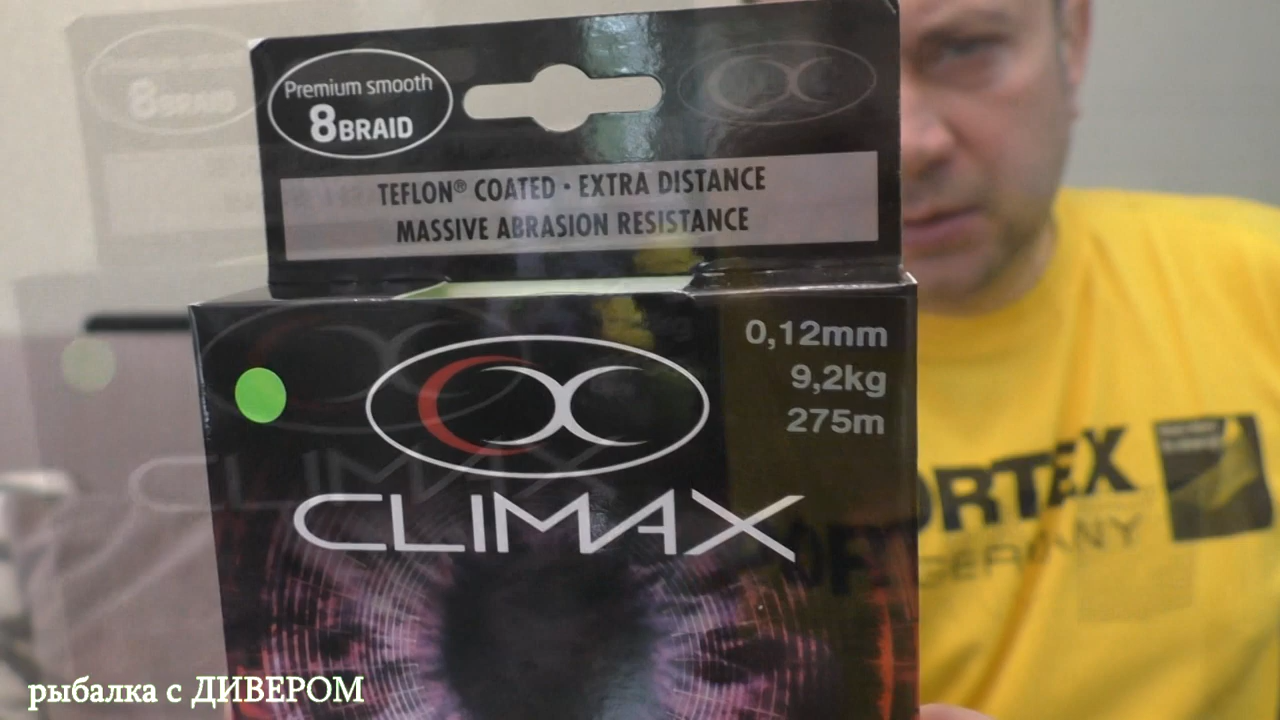 Premium smooth
8BRAID
TEFLON® COATED • EXTRA DISTANCE
MASSIVE ABRASION RESISTANCE
0,12mm
9,2kg
275m
CLIMAX
ORTEX
GERMANY
рыбалка с ДИВЕРОМ